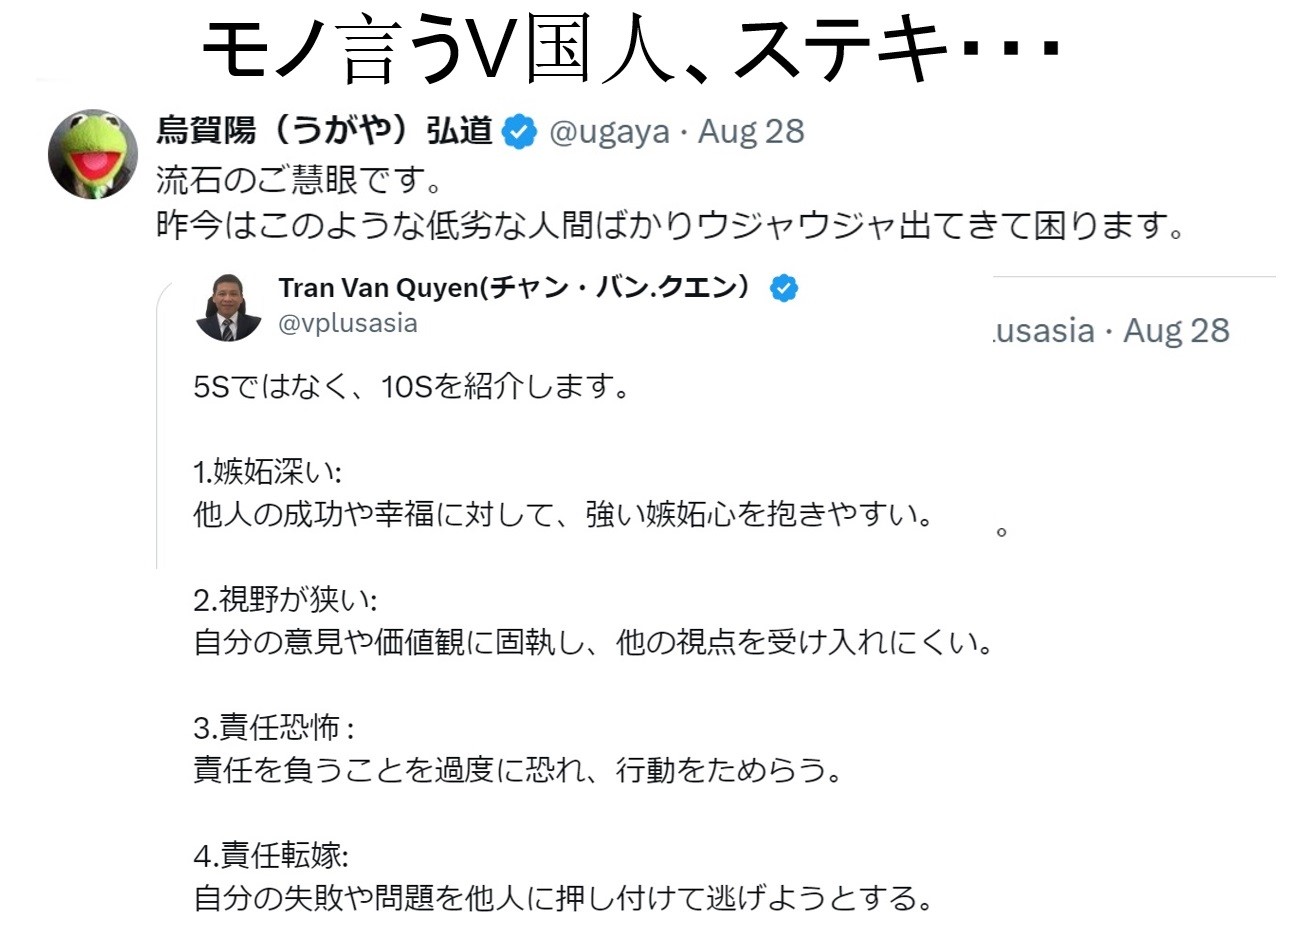 モノ言うV国人、ステキ・・・
烏賀陽（うがや）弘道 @ugaya · Aug 28
流石のご慧眼です。
昨今はこのような低劣な人間ばかりウジャウジャ出てきて困ります。
Tran Van Quyen(チャン・バン.クエン）
@vplusasia
usasia · Aug 28
5Sではなく、10Sを紹介します。
1.嫉妬深い:
他人の成功や幸福に対して、強い嫉妬心を抱きやすい。
。
2.視野が狭い:
自分の意見や価値観に固執し、他の視点を受け入れにくい。
3.責任恐怖 :
責任を負うことを過度に恐れ、行動をためらう。
4.責任転嫁:
自分の失敗や問題を他人に押し付けて逃げようとする。